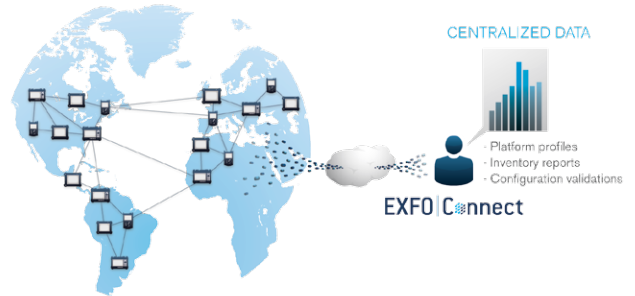 CENTRALIZED DATA
· Platform profiles
· Inventory reports
· Configuration validations
EXFO|Connect